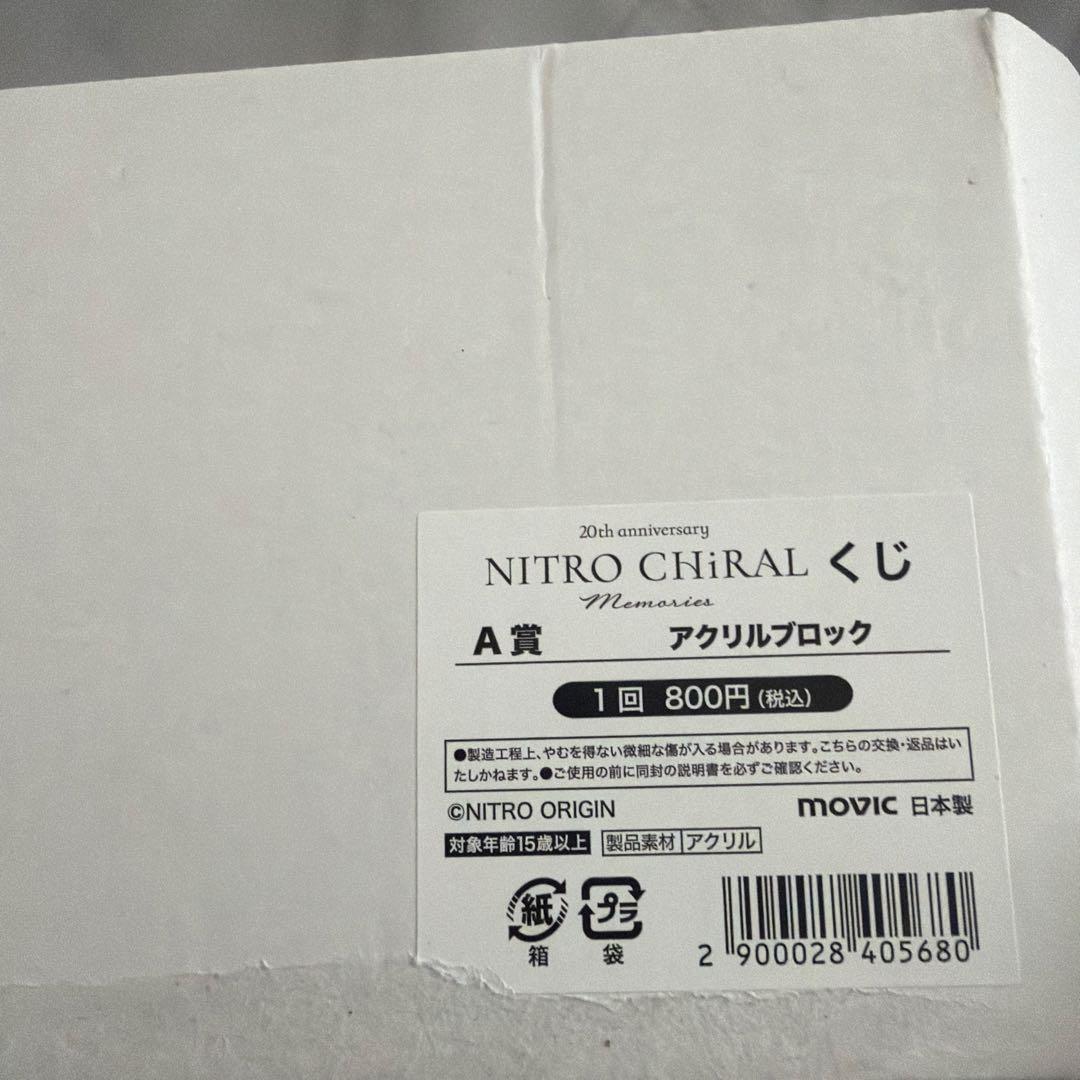 20th anniversary
NITRO CHiRAL くじ
Memories
A賞 アクリルブロック
1回 800円(税込)
●製造工程上、やむを得ない微細な傷が入る場合があります。こちらの交換・返品はい
たしかねます。●ご使用の前に同封の説明書を必ずご確認ください。
©NITRO ORIGIN movic 日本製
対象年齢15歳以上 製品素材 アクリル
紙 プラ
箱 袋
2 900028 405680